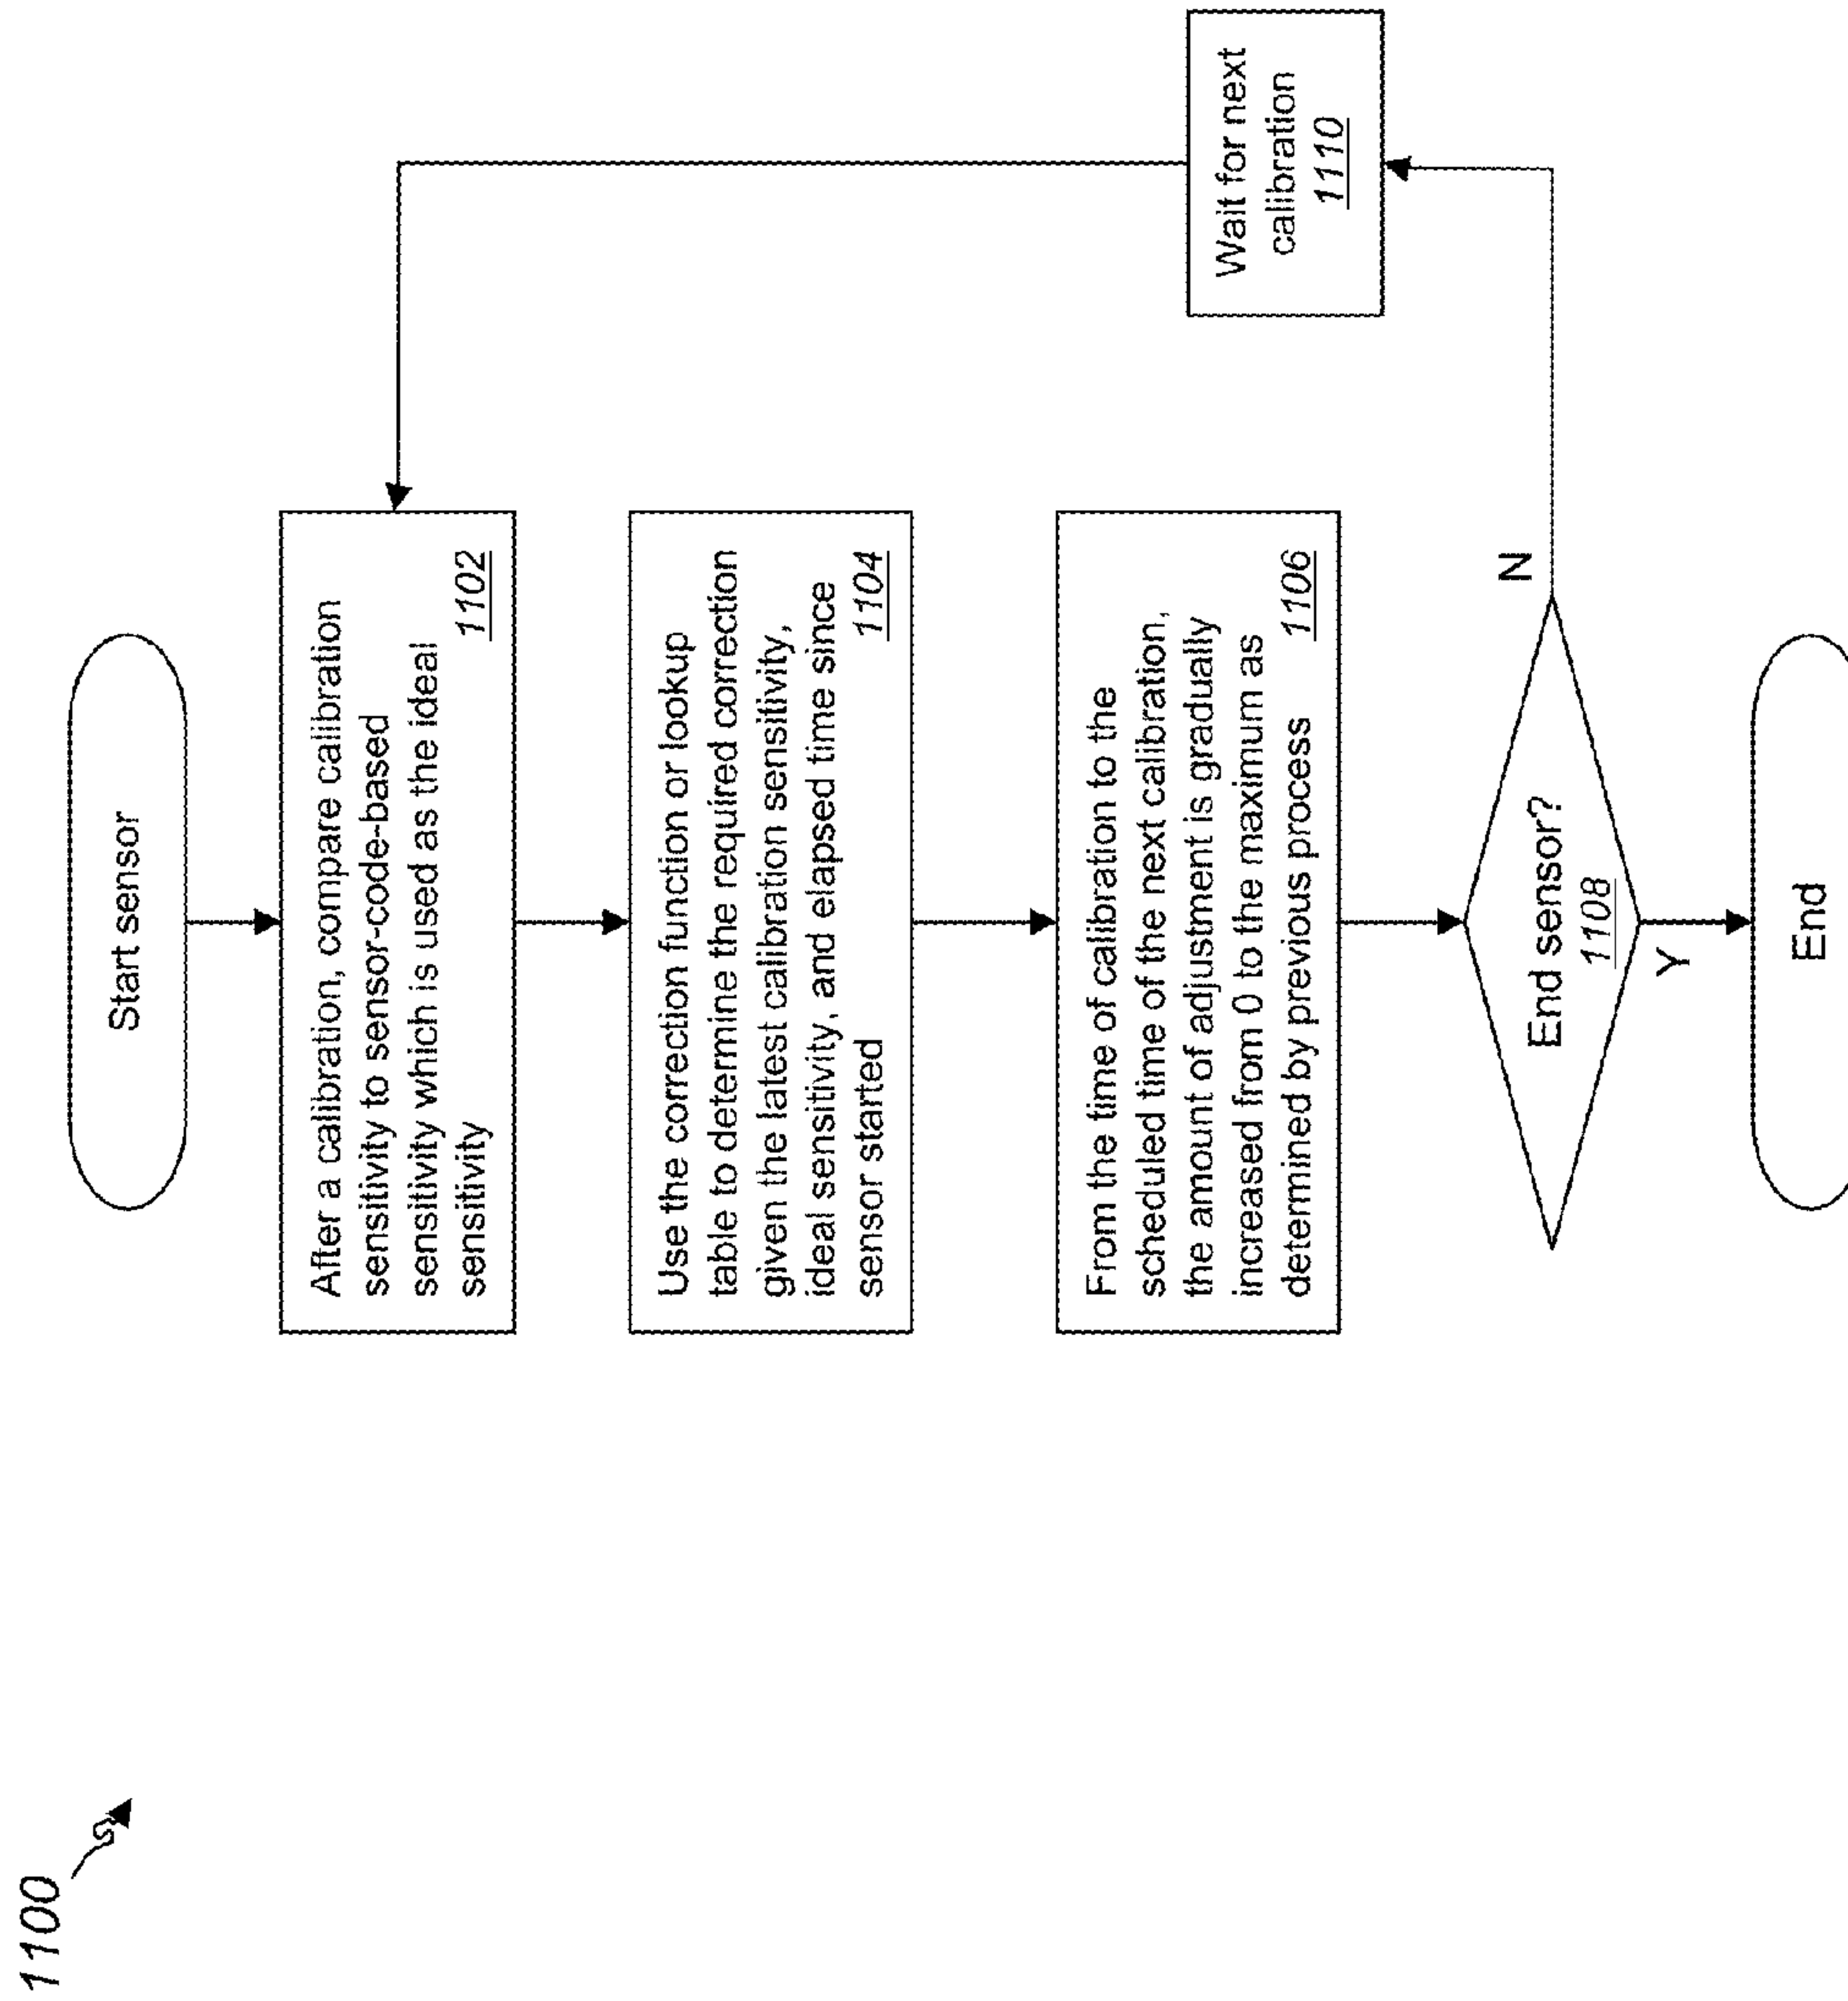 1100
Start sensor
After a calibration, compare calibration
sensitivity to sensor-code-based
sensitivity which is used as the ideal
sensitivity
1102
Use the correction function or lookup
table to determine the required correction
given the latest calibration sensitivity,
ideal sensitivity, and elapsed time since
sensor started
1104
From the time of calibration to the
scheduled time of the next calibration,
the amount of adjustment is gradually
increased from 0 to the maximum as
determined by previous process
1106
End sensor?
1108
N
Y
Wait for next
calibration
1110
End